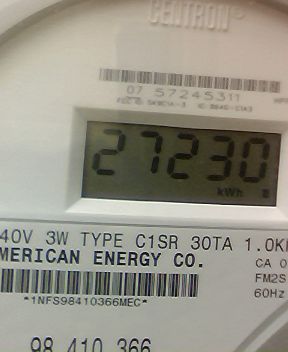 CENTRON®
07 57245311
27230
kWh
40V 3W TYPE C1SR 30TA 1.0K
MERICAN ENERGY CO.
CA 0
FM2S
*1NFS98410366MEC*
60Hz
98 410 366